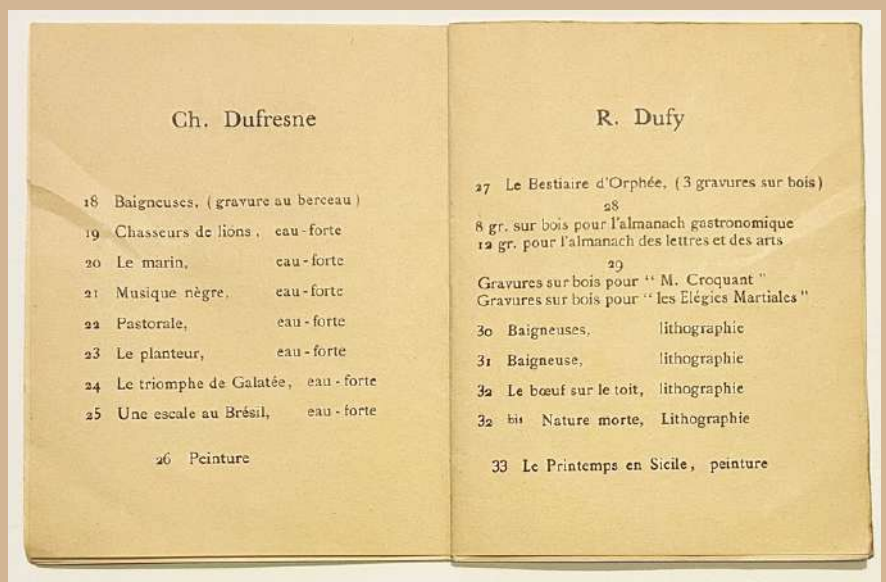 Ch. Dufresne
18 Baigneuses, ( gravure au berceau )
19 Chasseurs de lions , eau-forte
20 Le marin, eau-forte
21 Musique nègre, eau-forte
22 Pastorale, eau-forte
23 Le planteur, eau-forte
24 Le triomphe de Galatée, eau-forte
25 Une escale au Brésil, eau-forte
26 Peinture
R. Dufy
27 Le Bestiaire d'Orphée, (3 gravures sur bois)
28
8 gr. sur bois pour l'almanach gastronomique
12 gr. pour l'almanach des lettres et des arts
29
Gravures sur bois pour " M. Croquant "
Gravures sur bois pour " les Elégies Martiales "
30 Baigneuses, lithographie
31 Baigneuse, lithographie
32 Le bœuf sur le toit, lithographie
32 bis Nature morte, Lithographie
33 Le Printemps en Sicile, peinture